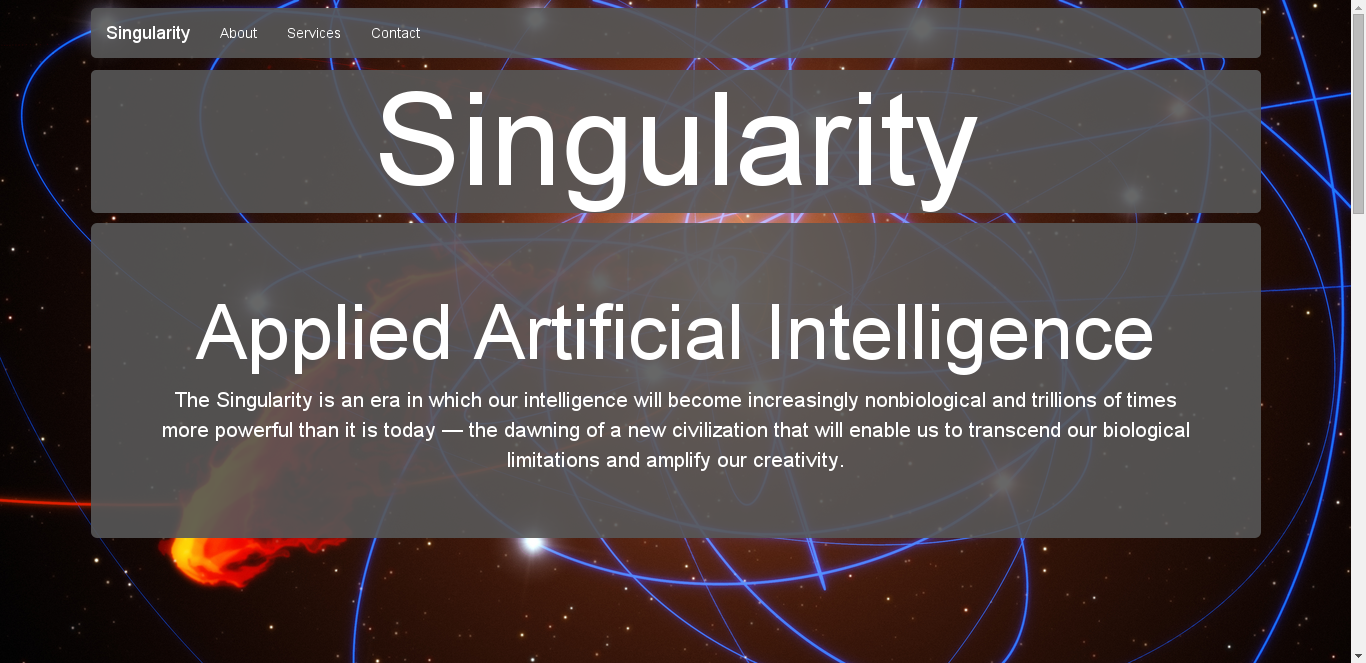 Singularity About Services Contact
Singularity
Applied Artificial Intelligence
The Singularity is an era in which our intelligence will become increasingly nonbiological and trillions of times
more powerful than it is today — the dawning of a new civilization that will enable us to transcend our biological
limitations and amplify our creativity.